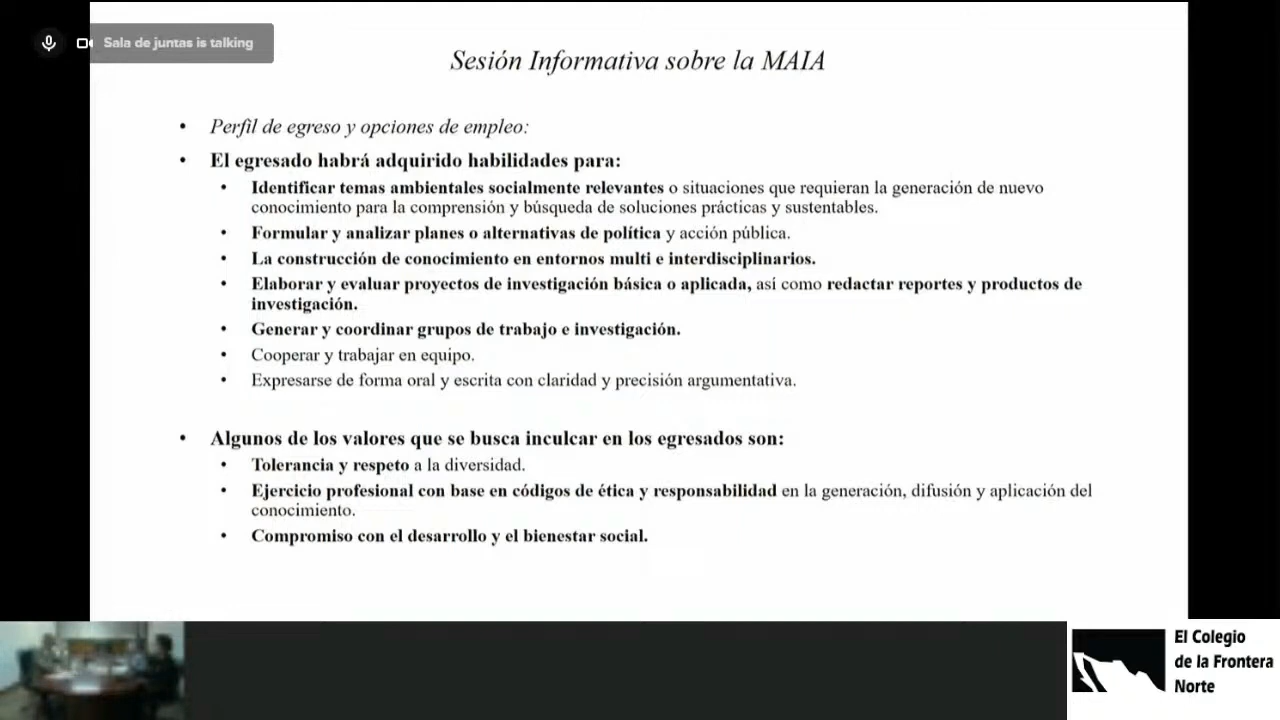 Sala de juntas is talking
Sesión Informativa sobre la MAIA
• Perfil de egreso y opciones de empleo:
• El egresado habrá adquirido habilidades para:
• Identificar temas ambientales socialmente relevantes o situaciones que requieran la generación de nuevo
conocimiento para la comprensión y búsqueda de soluciones prácticas y sustentables.
• Formular y analizar planes o alternativas de política y acción pública.
• La construcción de conocimiento en entornos multi e interdisciplinarios.
• Elaborar y evaluar proyectos de investigación básica o aplicada, así como redactar reportes y productos de
investigación.
• Generar y coordinar grupos de trabajo e investigación.
• Cooperar y trabajar en equipo.
• Expresarse de forma oral y escrita con claridad y precisión argumentativa.
• Algunos de los valores que se busca inculcar en los egresados son:
• Tolerancia y respeto a la diversidad.
• Ejercicio profesional con base en códigos de ética y responsabilidad en la generación, difusión y aplicación del
conocimiento.
• Compromiso con el desarrollo y el bienestar social.
El Colegio
de la Frontera
Norte